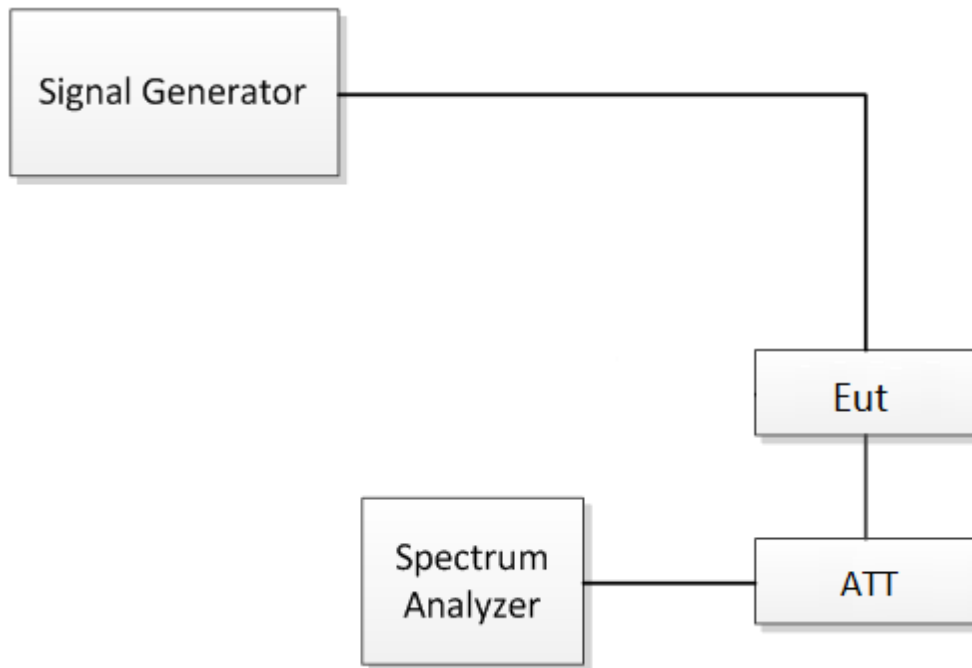 Signal Generator
Eut
Spectrum
Analyzer
ATT